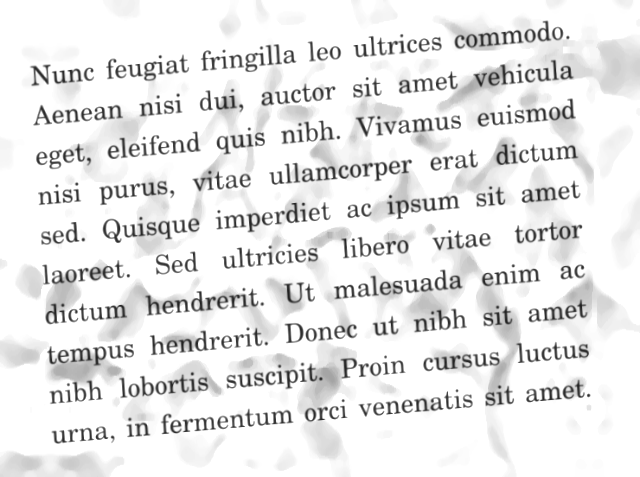 Nunc feugiat fringilla leo ultrices commodo.
Aenean nisi dui, auctor sit amet vehicula
eget, eleifend quis nibh. Vivamus euismod
nisi purus, vitae ullamcorper erat dictum
sed. Quisque imperdiet ac ipsum sit amet
laoreet. Sed ultricies libero vitae tortor
dictum hendrerit. Ut malesuada enim ac
tempus hendrerit. Donec ut nibh sit amet
nibh lobortis suscipit. Proin cursus luctus
urna, in fermentum orci venenatis sit amet.